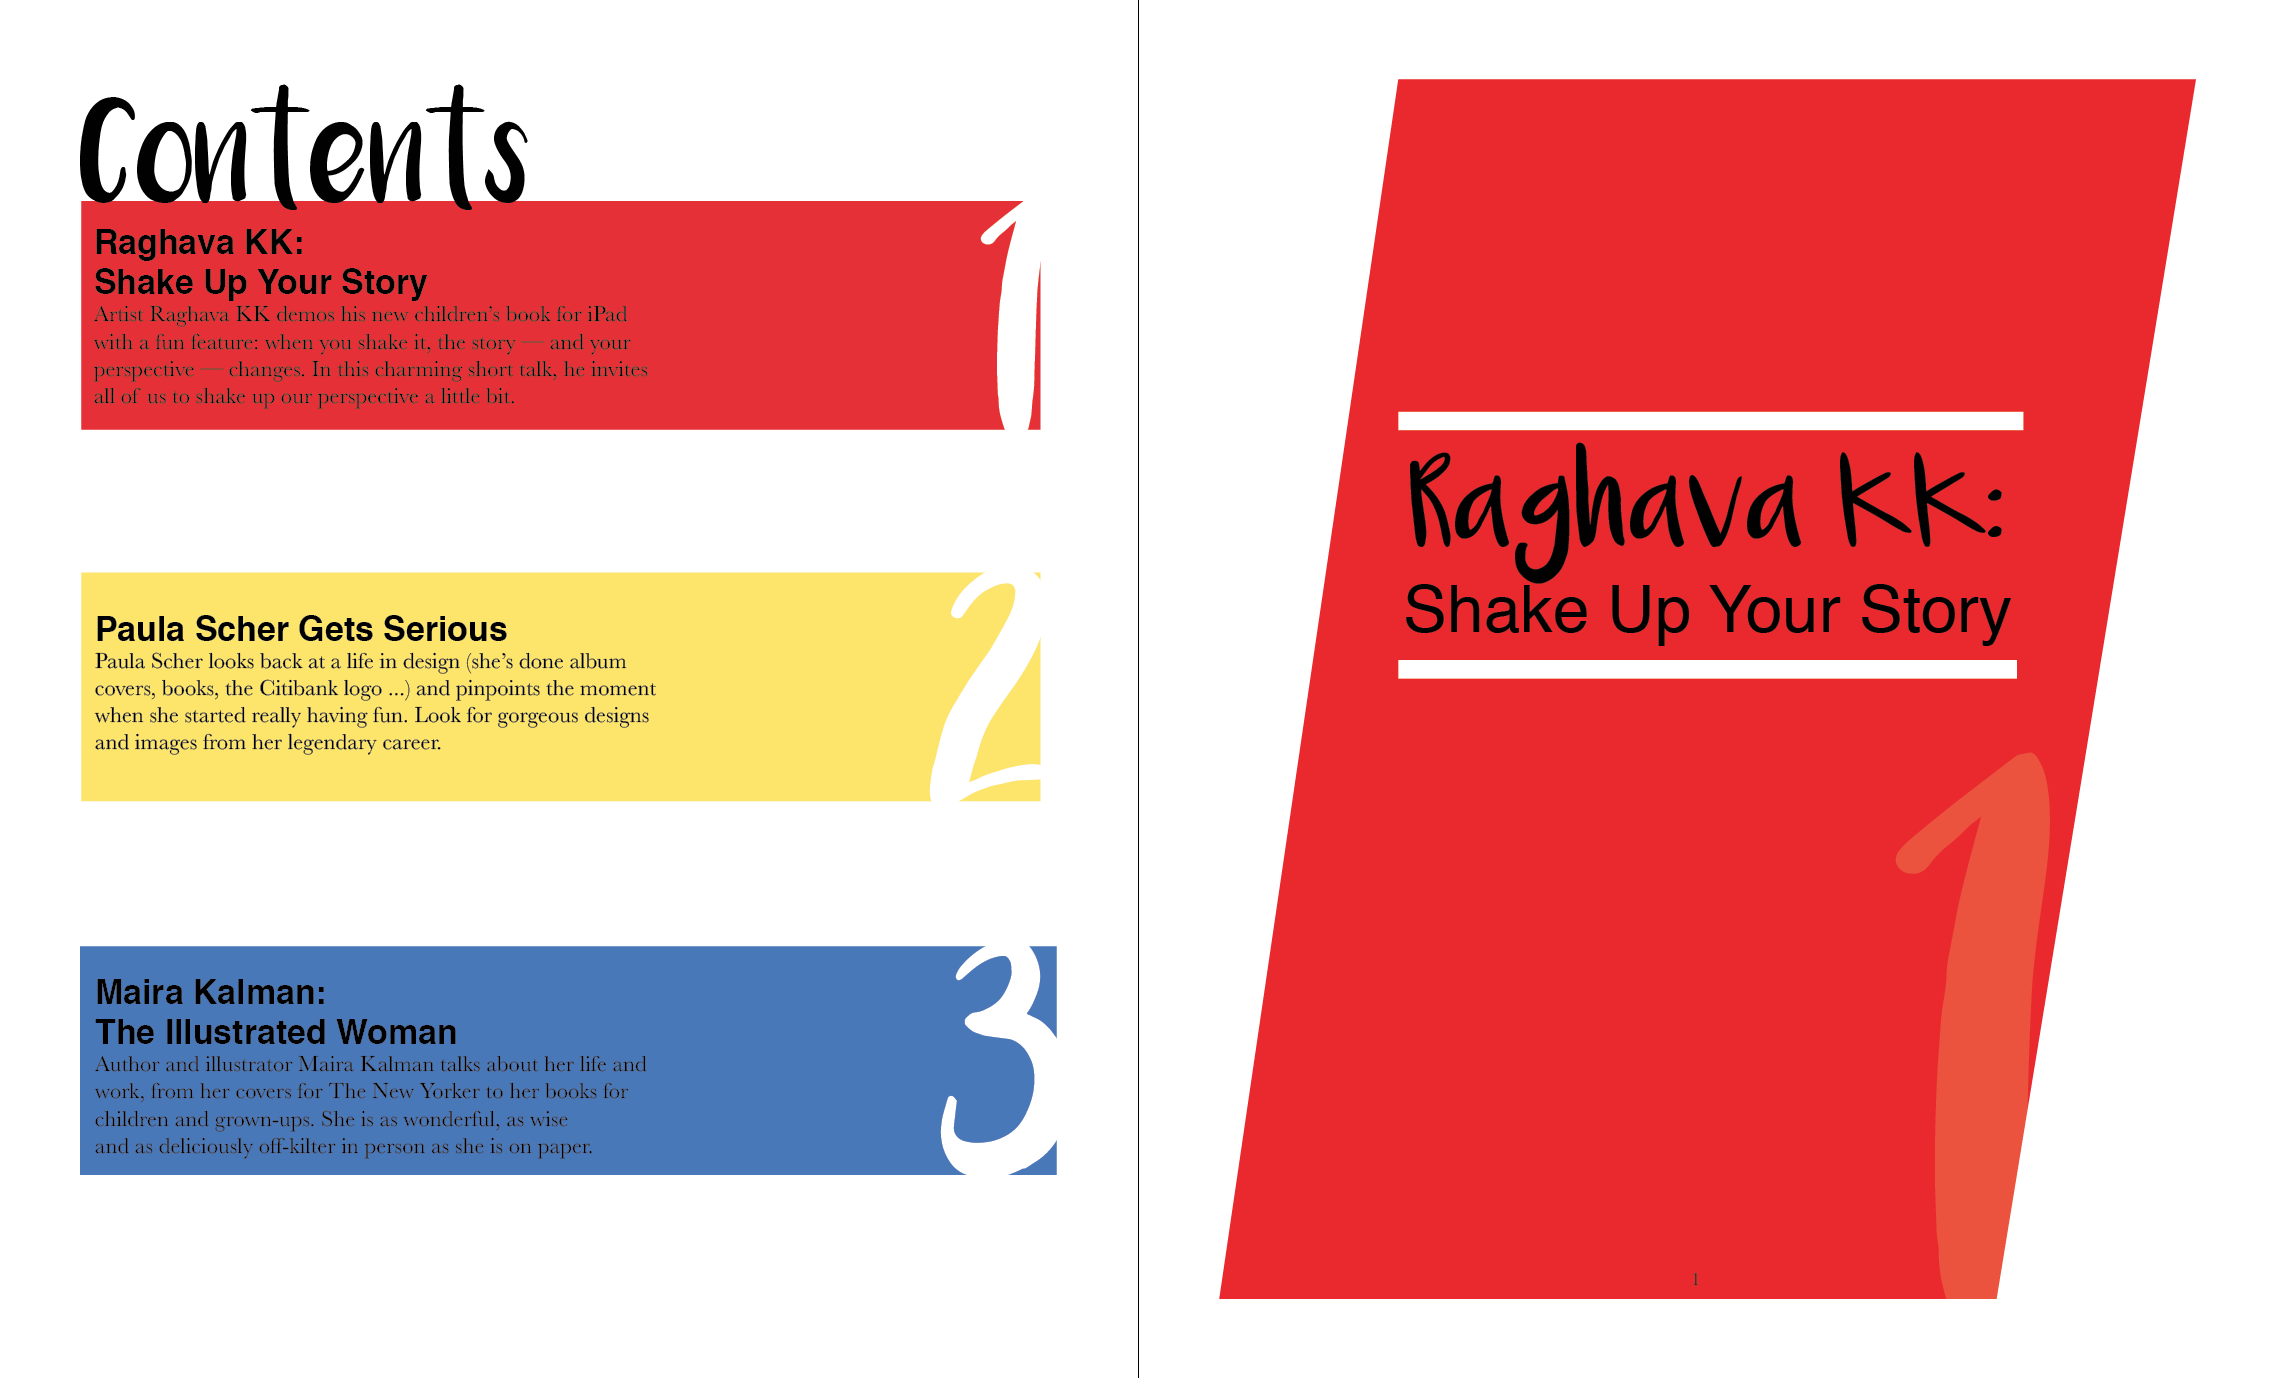 Contents
Raghava KK:
Shake Up Your Story
Artist Raghava KK demos his new children’s book for iPad
with a fun feature: when you shake it, the story — and your
perspective — changes. In this charming short talk, he invites
all of us to shake up our perspective a little bit.
1
Paula Scher Gets Serious
Paula Scher looks back at a life in design (she’s done album
covers, books, the Citibank logo ...) and pinpoints the moment
when she started really having fun. Look for gorgeous designs
and images from her legendary career.
2
Maira Kalman:
The Illustrated Woman
Author and illustrator Maira Kalman talks about her life and
work, from her covers for The New Yorker to her books for
children and grown-ups. She is as wonderful, as wise
and as deliciously off-kilter in person as she is on paper.
3
Raghava KK:
Shake Up Your Story
1
1